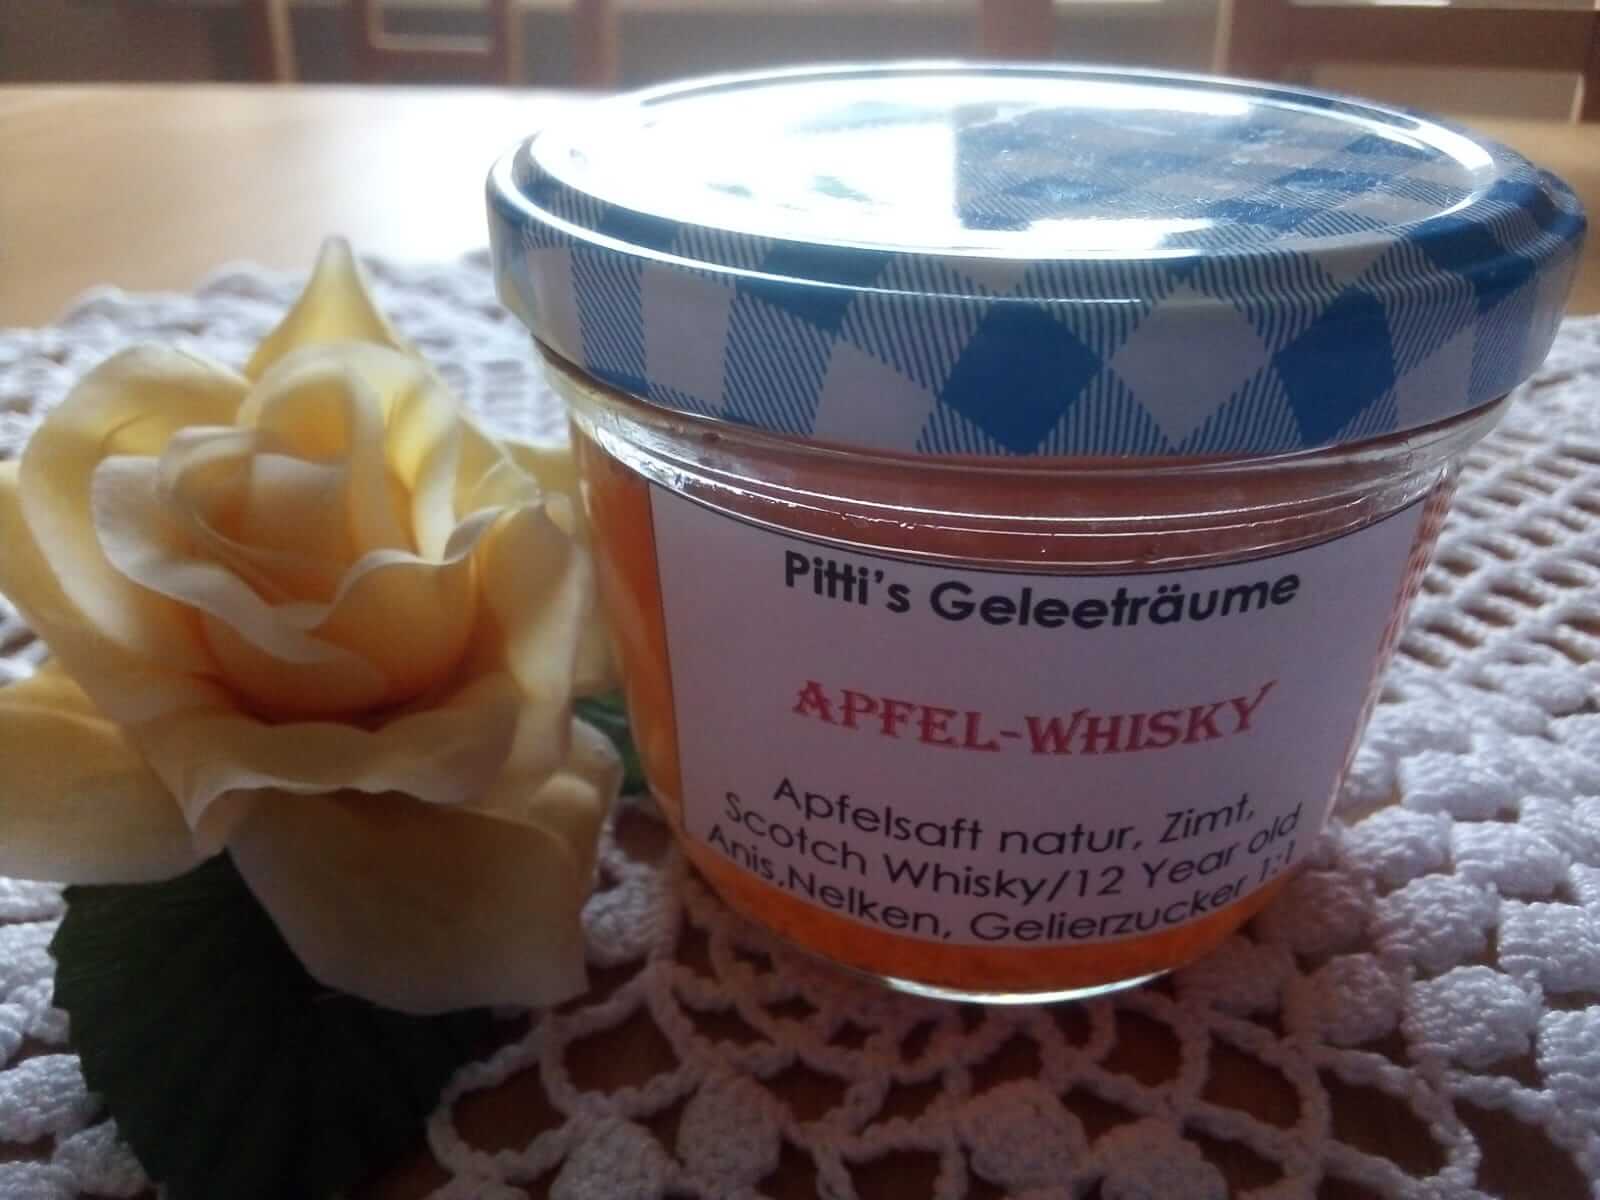 Pitti's Geleeträume
APFEL-WHISKY
Apfelsaft natur, Zimt,
Scotch Whisky/12 Year old
Anis,Nelken, Gelierzucker 1:1